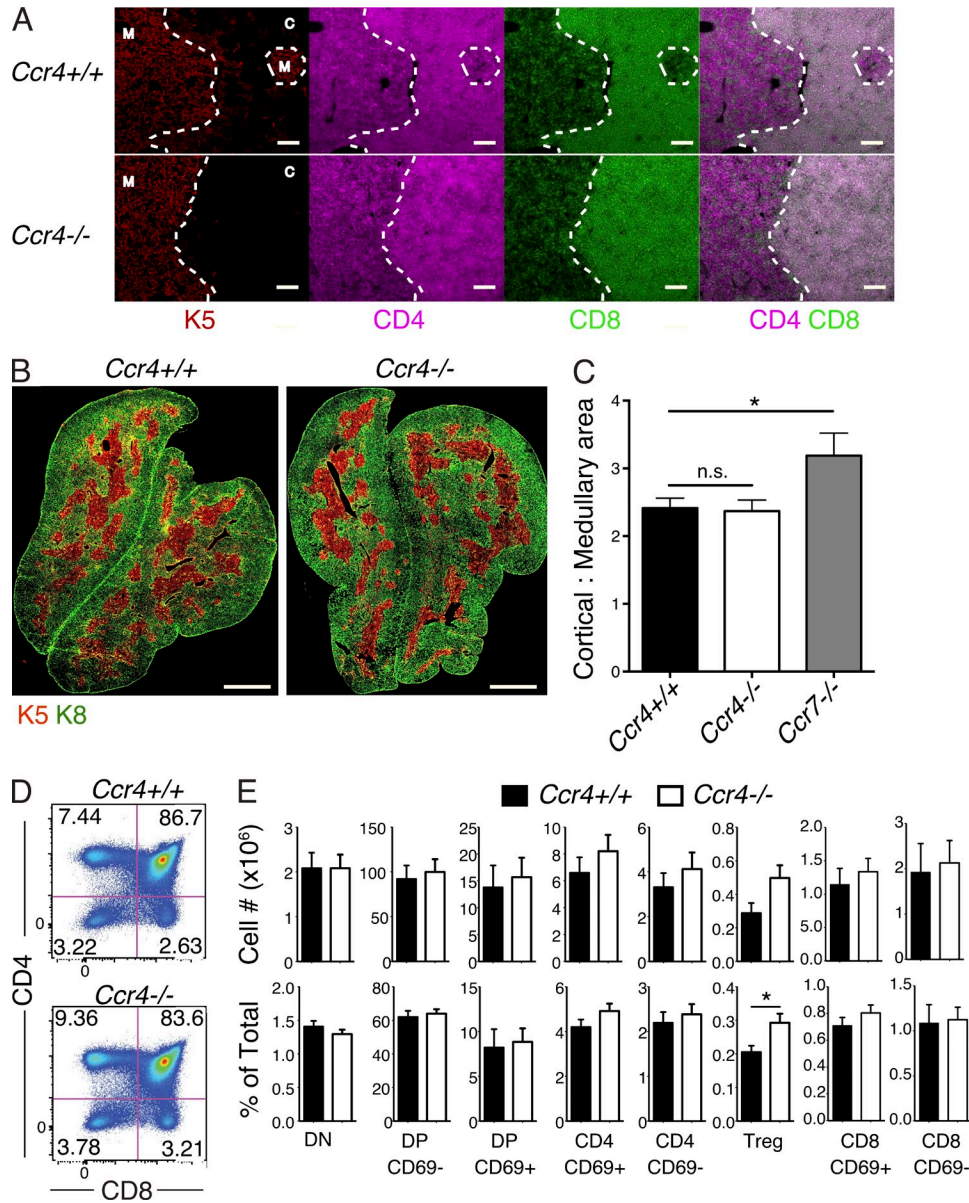 A
Ccr4+/+
M
C
M
Ccr4-/-
M
C
K5
CD4
CD8
CD4 CD8
B
Ccr4+/+
Ccr4-/-
K5 K8
C
Cortical : Medullary area
4
3
2
1
0
*
n.s.
Ccr4+/+
Ccr4-/-
Ccr7-/-
D
Ccr4+/+
7.44 86.7
3.22 2.63
0
0
Ccr4-/-
9.36 83.6
3.78 3.21
0
0
CD4
CD8
E
Ccr4+/+ Ccr4-/-
Cell # (x10⁶)
3 150 25 10 6 0.8 2.0 3
2 100 20 8 4 0.6 1.5 2
1 50 15 6 2 0.4 1.0 1
0 0 10 4 0 0.2 0.5 0
5 2 0.0 0.0
0 0
% of Total
2.0 80 15 6 4 0.4 1.0 1.5
1.5 60 10 4 3 0.3 0.8 1.0
1.0 40 5 2 2 0.2 0.6 0.5
0.5 20 0 0 1 0.1 0.4 0.0
0.0 0 0 0.0 0.2
0.0
*
DN DP DP CD4 CD4 Treg CD8 CD8
CD69- CD69+ CD69+ CD69- CD69+ CD69-